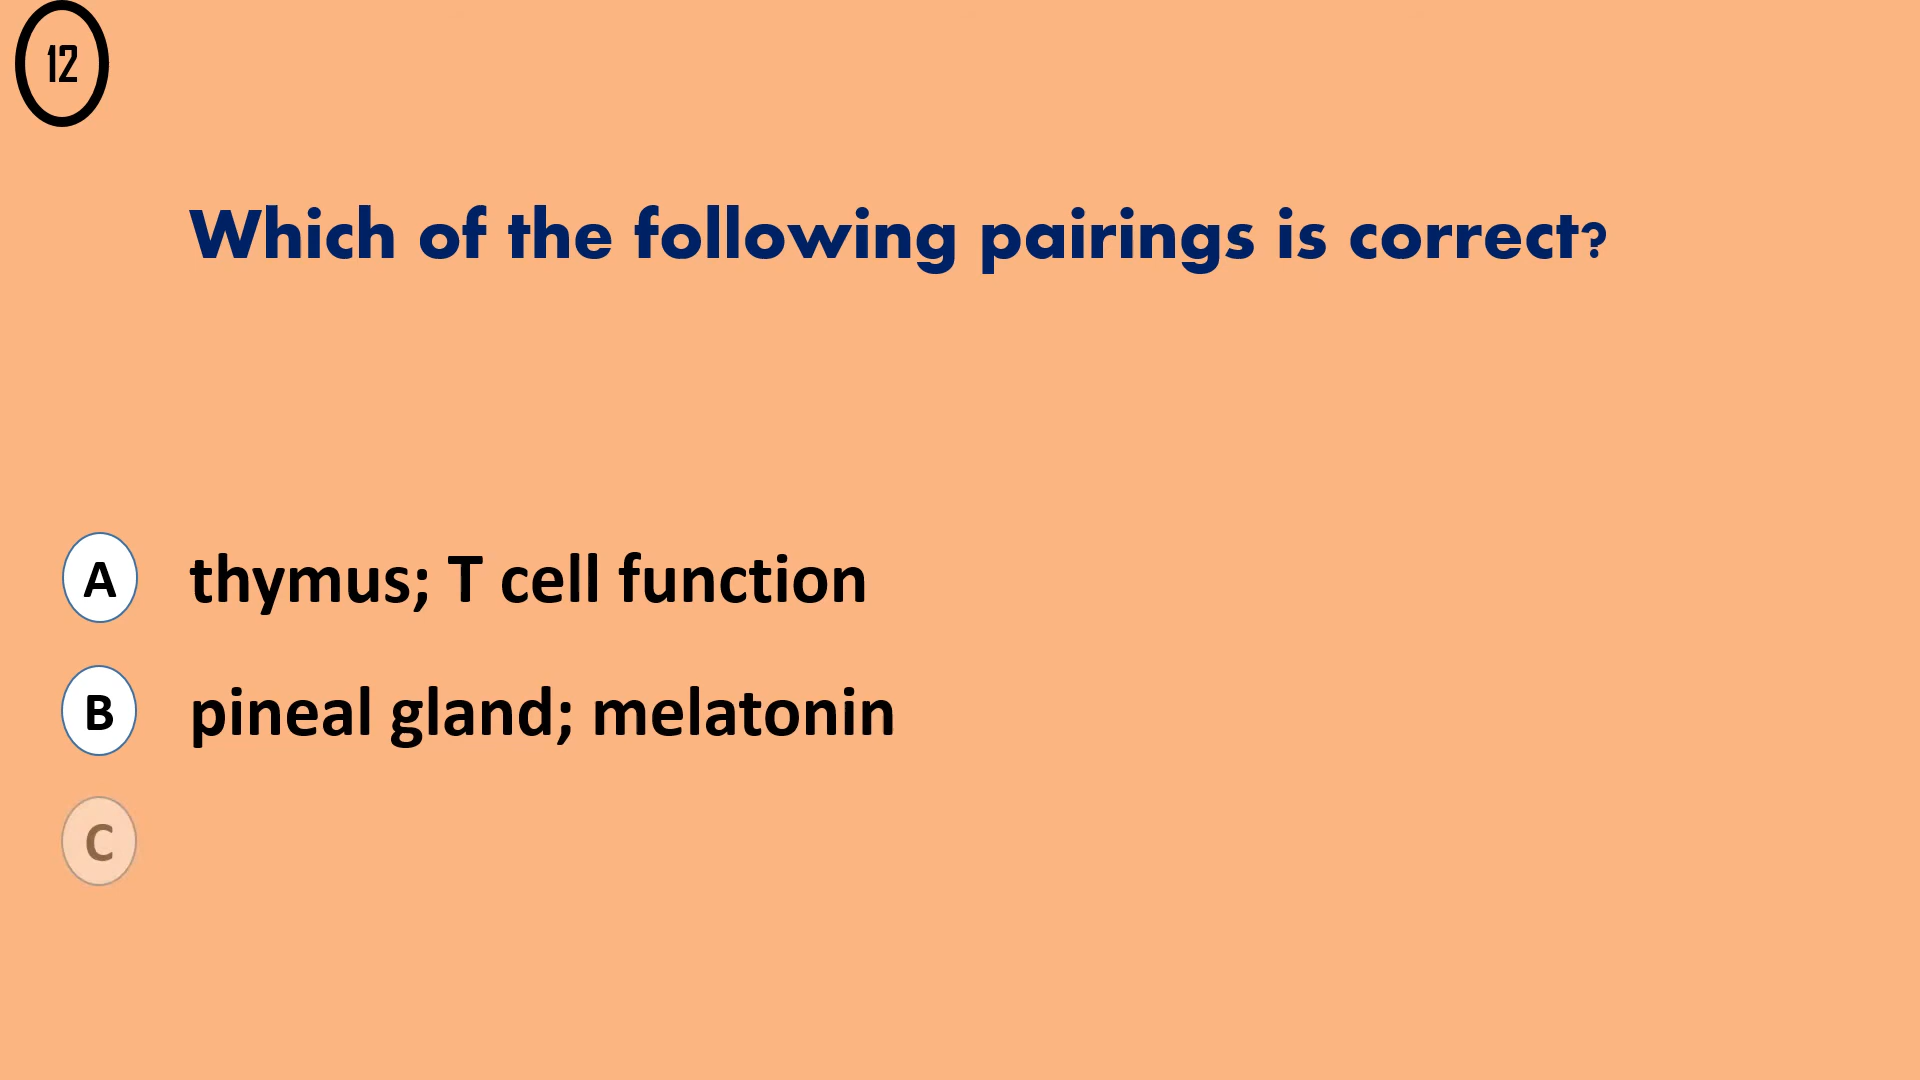 12
Which of the following pairings is correct?
A thymus; T cell function
B pineal gland; melatonin
C